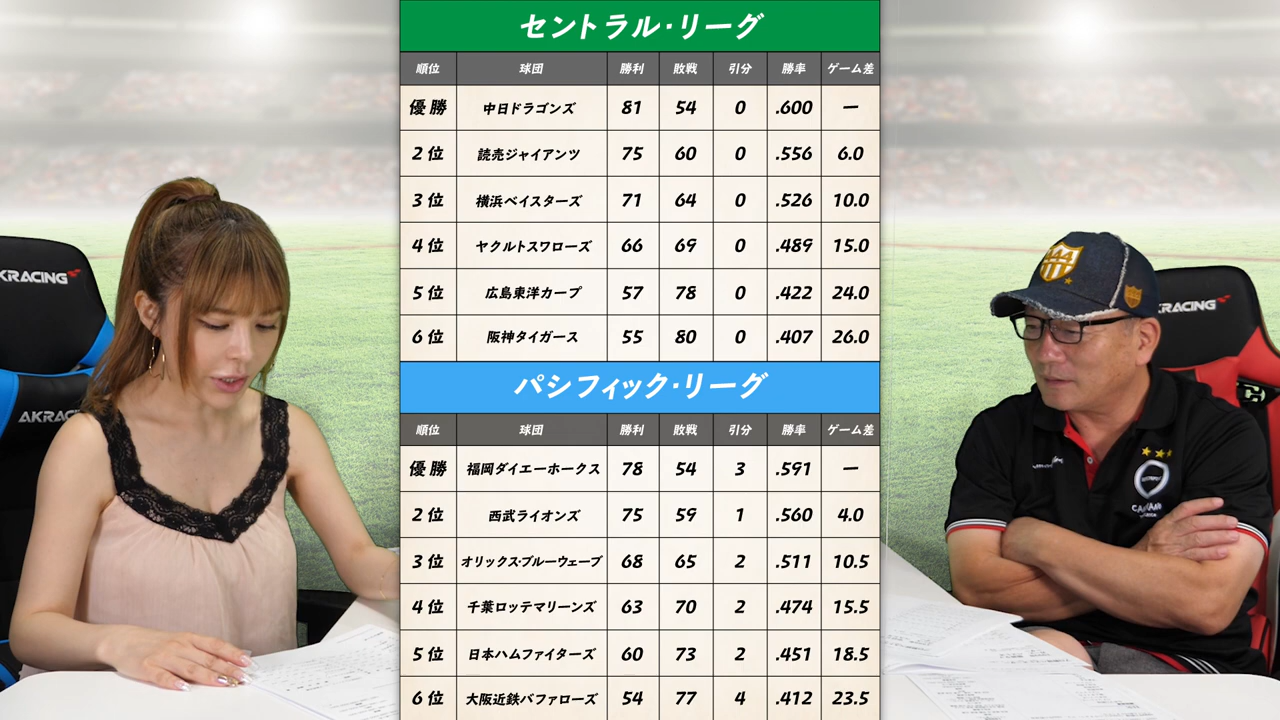 セントラル・リーグ
順位 球団 勝利 敗戦 引分 勝率 ゲーム差
優勝 中日ドラゴンズ 81 54 0 .600 ー
2位 読売ジャイアンツ 75 60 0 .556 6.0
3位 横浜ベイスターズ 71 64 0 .526 10.0
4位 ヤクルトスワローズ 66 69 0 .489 15.0
5位 広島東洋カープ 57 78 0 .422 24.0
6位 阪神タイガース 55 80 0 .407 26.0
パシフィック・リーグ
順位 球団 勝利 敗戦 引分 勝率 ゲーム差
優勝 福岡ダイエーホークス 78 54 3 .591 ー
2位 西武ライオンズ 75 59 1 .560 4.0
3位 オリックス・ブルーウェーブ 68 65 2 .511 10.5
4位 千葉ロッテマリーンズ 63 70 2 .474 15.5
5位 日本ハムファイターズ 60 73 2 .451 18.5
6位 大阪近鉄バファローズ 54 77 4 .412 23.5
KRACING
AKRAC
KRACING
44